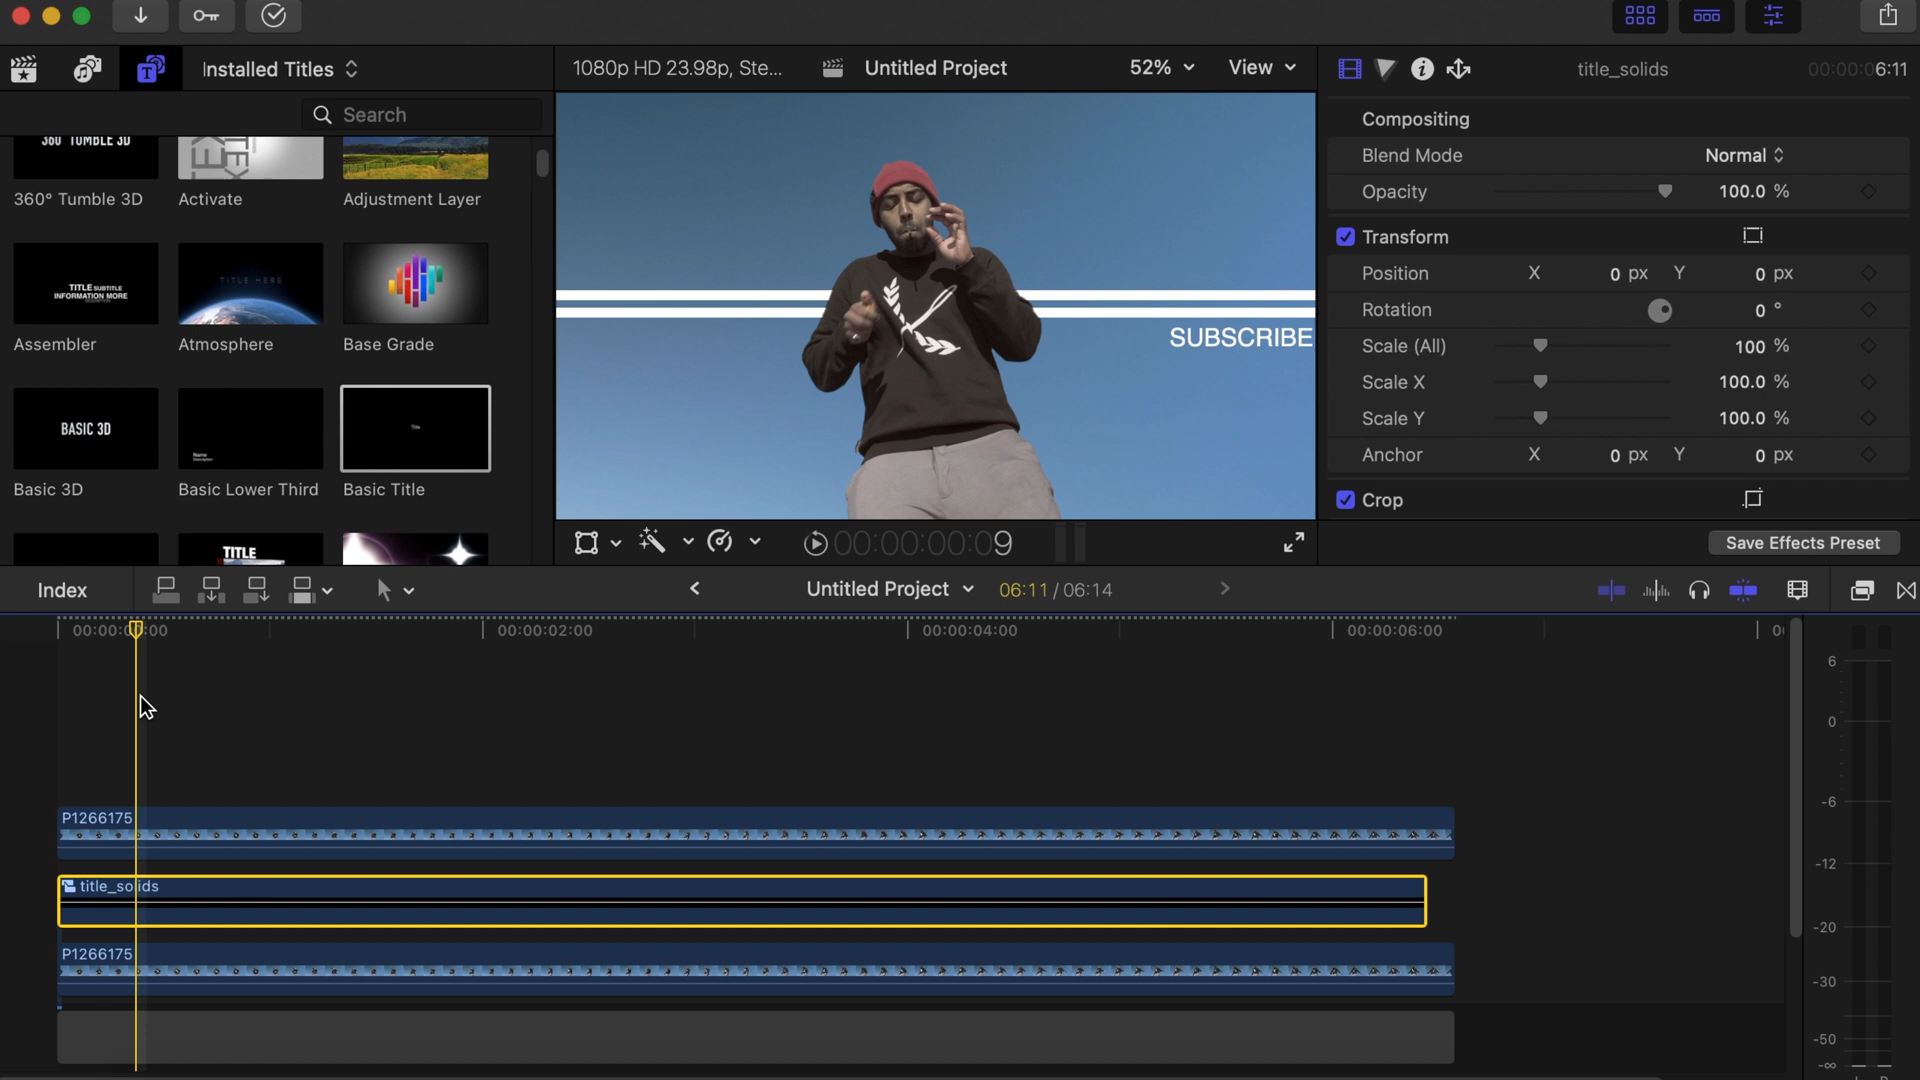 Installed Titles
1080p HD 23.98p, Ste...
Untitled Project
52%
View
title_solids
00:00:06:11
Search
360° TUMBLE 3D
360° Tumble 3D
Activate
Adjustment Layer
Compositing
Blend Mode
Normal
Opacity
100.0 %
Transform
Position
X
0 px
Y
0 px
Rotation
0 °
Scale (All)
100 %
Scale X
100.0 %
Scale Y
100.0 %
Anchor
X
0 px
Y
0 px
Crop
Save Effects Preset
SUBSCRIBE
TITLE SUBTITLE
INFORMATION MORE
TITLE HERE
Assembler
Atmosphere
Base Grade
BASIC 3D
Name
Description
Title
Basic 3D
Basic Lower Third
Basic Title
TITLE
00:00:00:09
Index
Untitled Project
06:11 / 06:14
00:00:02:00
00:00:04:00
00:00:06:00
P1266175
title_solids
P1266175
6
0
-6
-12
-20
-30
-50
-∞